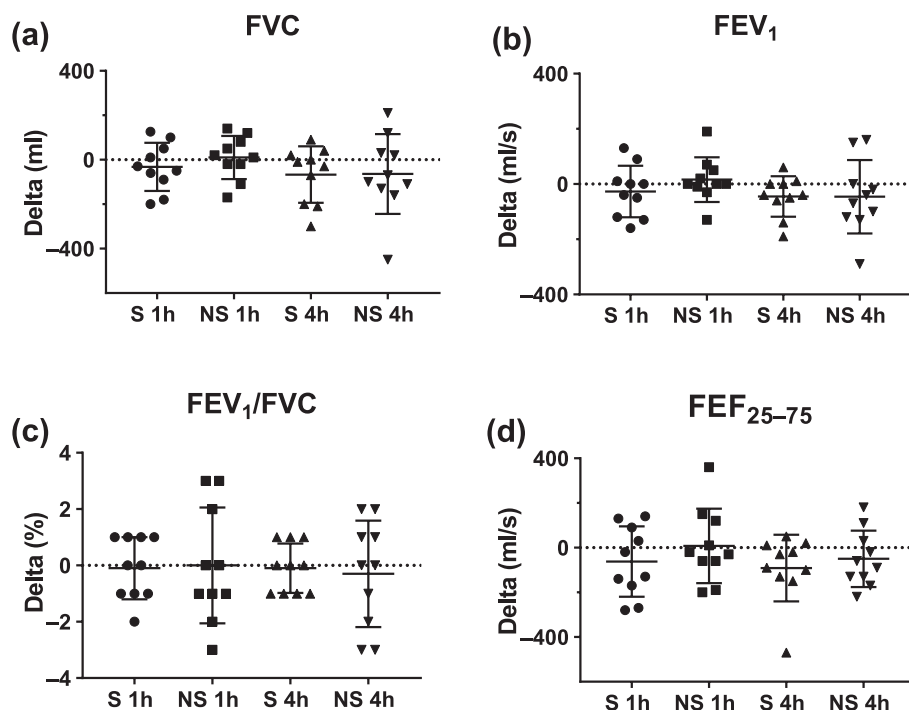 (a)
FVC
Delta (ml)
400
0
–400
S 1h NS 1h S 4h NS 4h
(b)
FEV₁
Delta (ml/s)
400
0
–400
S 1h NS 1h S 4h NS 4h
(c)
FEV₁/FVC
Delta (%)
4
2
0
–2
–4
S 1h NS 1h S 4h NS 4h
(d)
FEF₂₅–₇₅
Delta (ml/s)
400
0
–400
S 1h NS 1h S 4h NS 4h